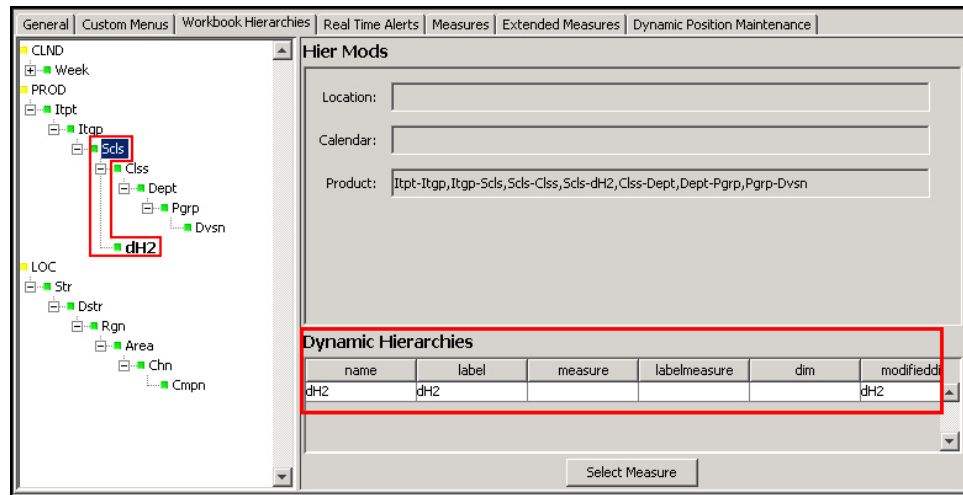 General Custom Menus Workbook Hierarchies Real Time Alerts Measures Extended Measures Dynamic Position Maintenance
CLND
Week
PROD
Itpt
Itgp
Scls
Clss
Dept
Pgrp
Dvsn
dH2
LOC
Str
Dstr
Rgn
Area
Chn
Cmpn
Hier Mods
Location:
Calendar:
Product: Itpt-Itgp,Itgp-Scls,Scls-Clss,Scls-dH2,Clss-Dept,Dept-Pgrp,Pgrp-Dvsn
Dynamic Hierarchies
name label measure labelmeasure dim modifieddi
dH2 dH2 dH2
Select Measure